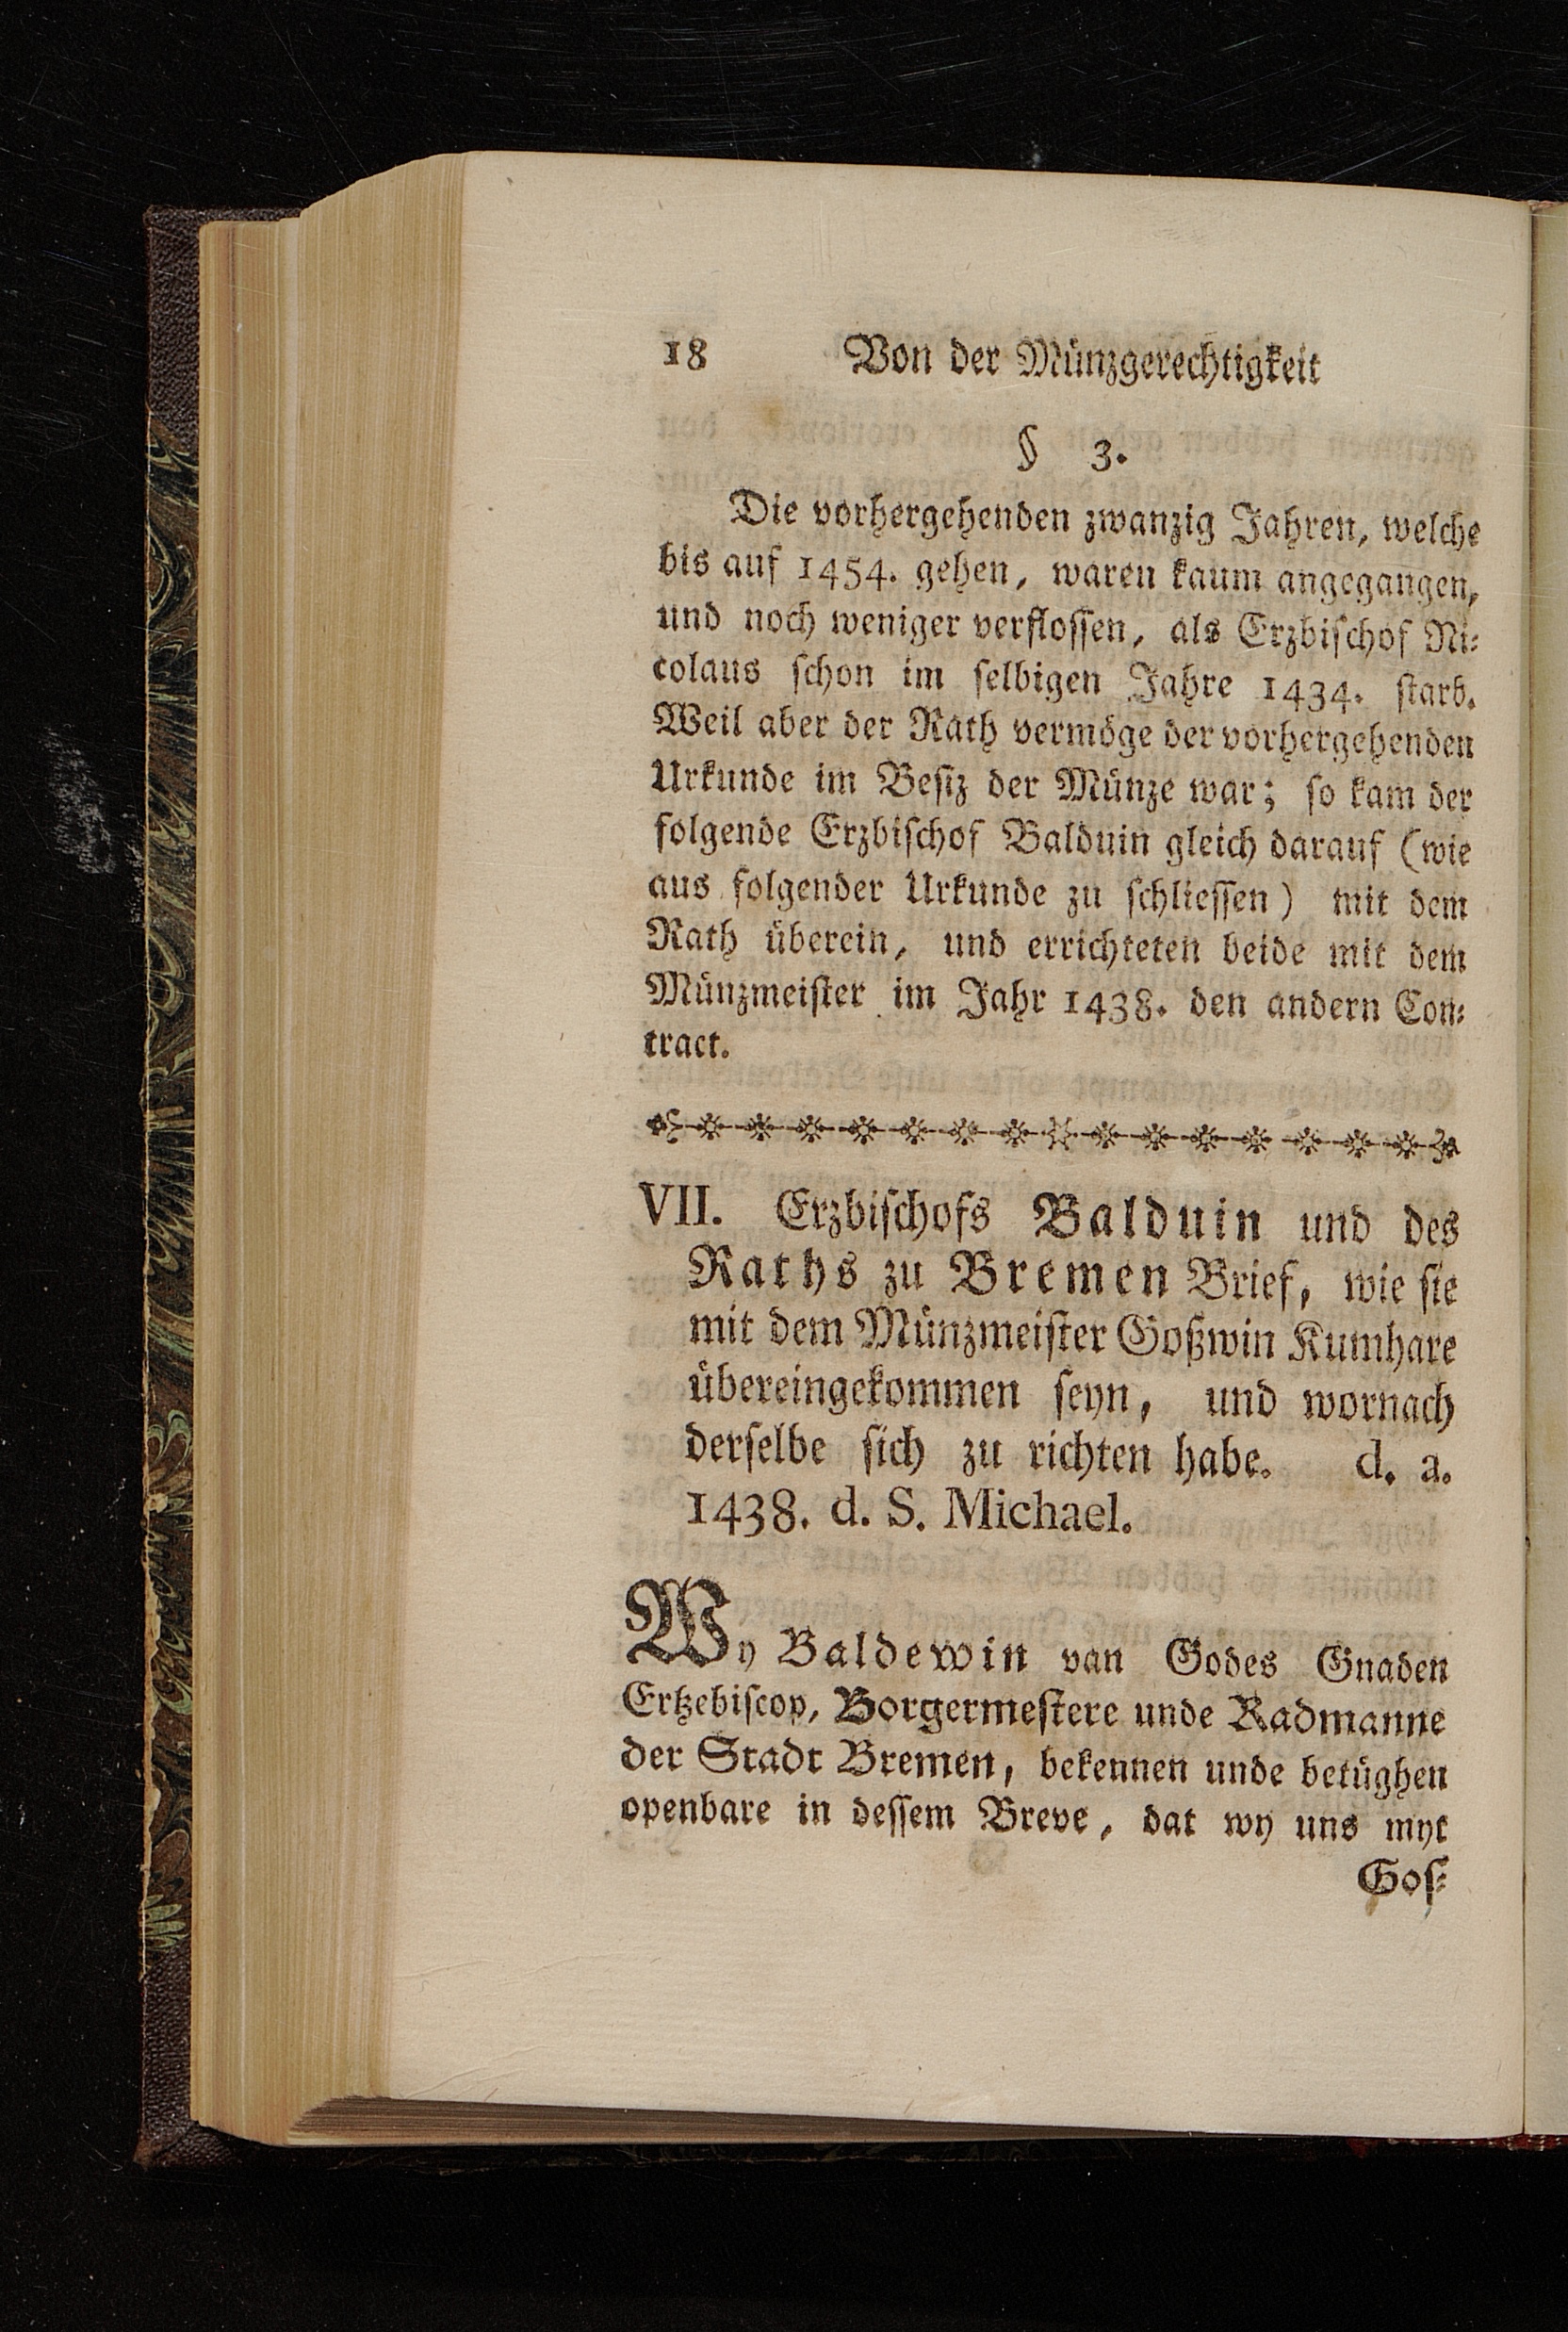 18 Von der Münzgerechtigkeit
§ 3.
Die vorhergehenden zwanzig Jahren, welche
bis auf 1454. gehen, waren kaum angegangen,
und noch weniger verflossen, als Erzbischof Ni-
colaus schon im selbigen Jahre 1434. starb.
Weil aber der Rath vermöge der vorhergehenden
Urkunde im Besiz der Münze war; so kam der
folgende Erzbischof Balduin gleich darauf (wie
aus folgender Urkunde zu schliessen) mit dem
Rath überein, und errichteten beide mit dem
Münzmeister im Jahr 1438. den andern Con-
tract.
VII. Erzbischofs Balduin und des
Raths zu Bremen Brief, wie sie
mit dem Münzmeister Goßwin Kumhare
übereingekommen seyn, und wornach
derselbe sich zu richten habe. d. a.
1438. d. S. Michael.
Wy Baldewin van Godes Gnaden
Ertzebiscop, Borgermestere unde Radmanne
der Stadt Bremen, bekennen unde betüghen
openbare in dessem Breve, dat wy uns myt
Gos-